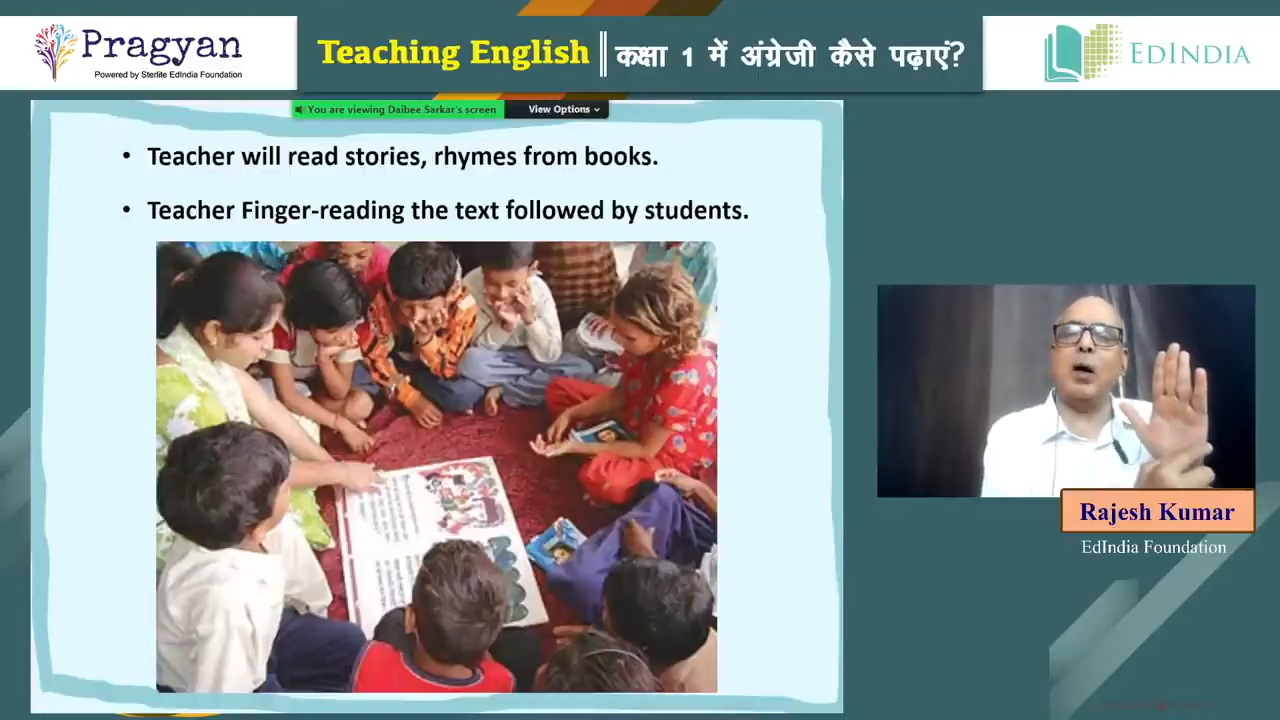 Pragyan
Powered by Sterlite EdIndia Foundation
Teaching English || कक्षा 1 में अंग्रेजी कैसे पढ़ाएं?
EDINDIA
You are viewing Daibee Sarkar's screen
View Options
• Teacher will read stories, rhymes from books.
• Teacher Finger-reading the text followed by students.
Rajesh Kumar
EdIndia Foundation